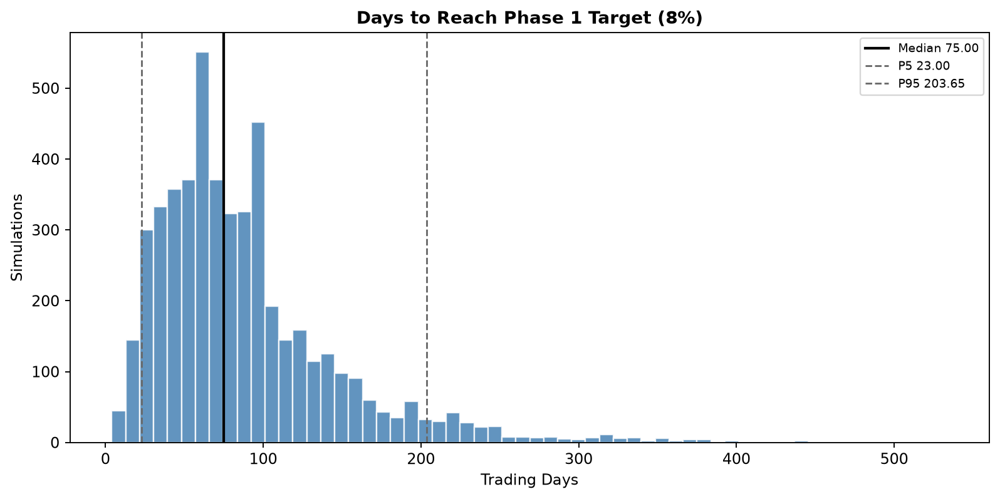 Days to Reach Phase 1 Target (8%)
Median 75.00
P5 23.00
P95 203.65
Simulations
500
400
300
200
100
0
0 100 200 300 400 500
Trading Days